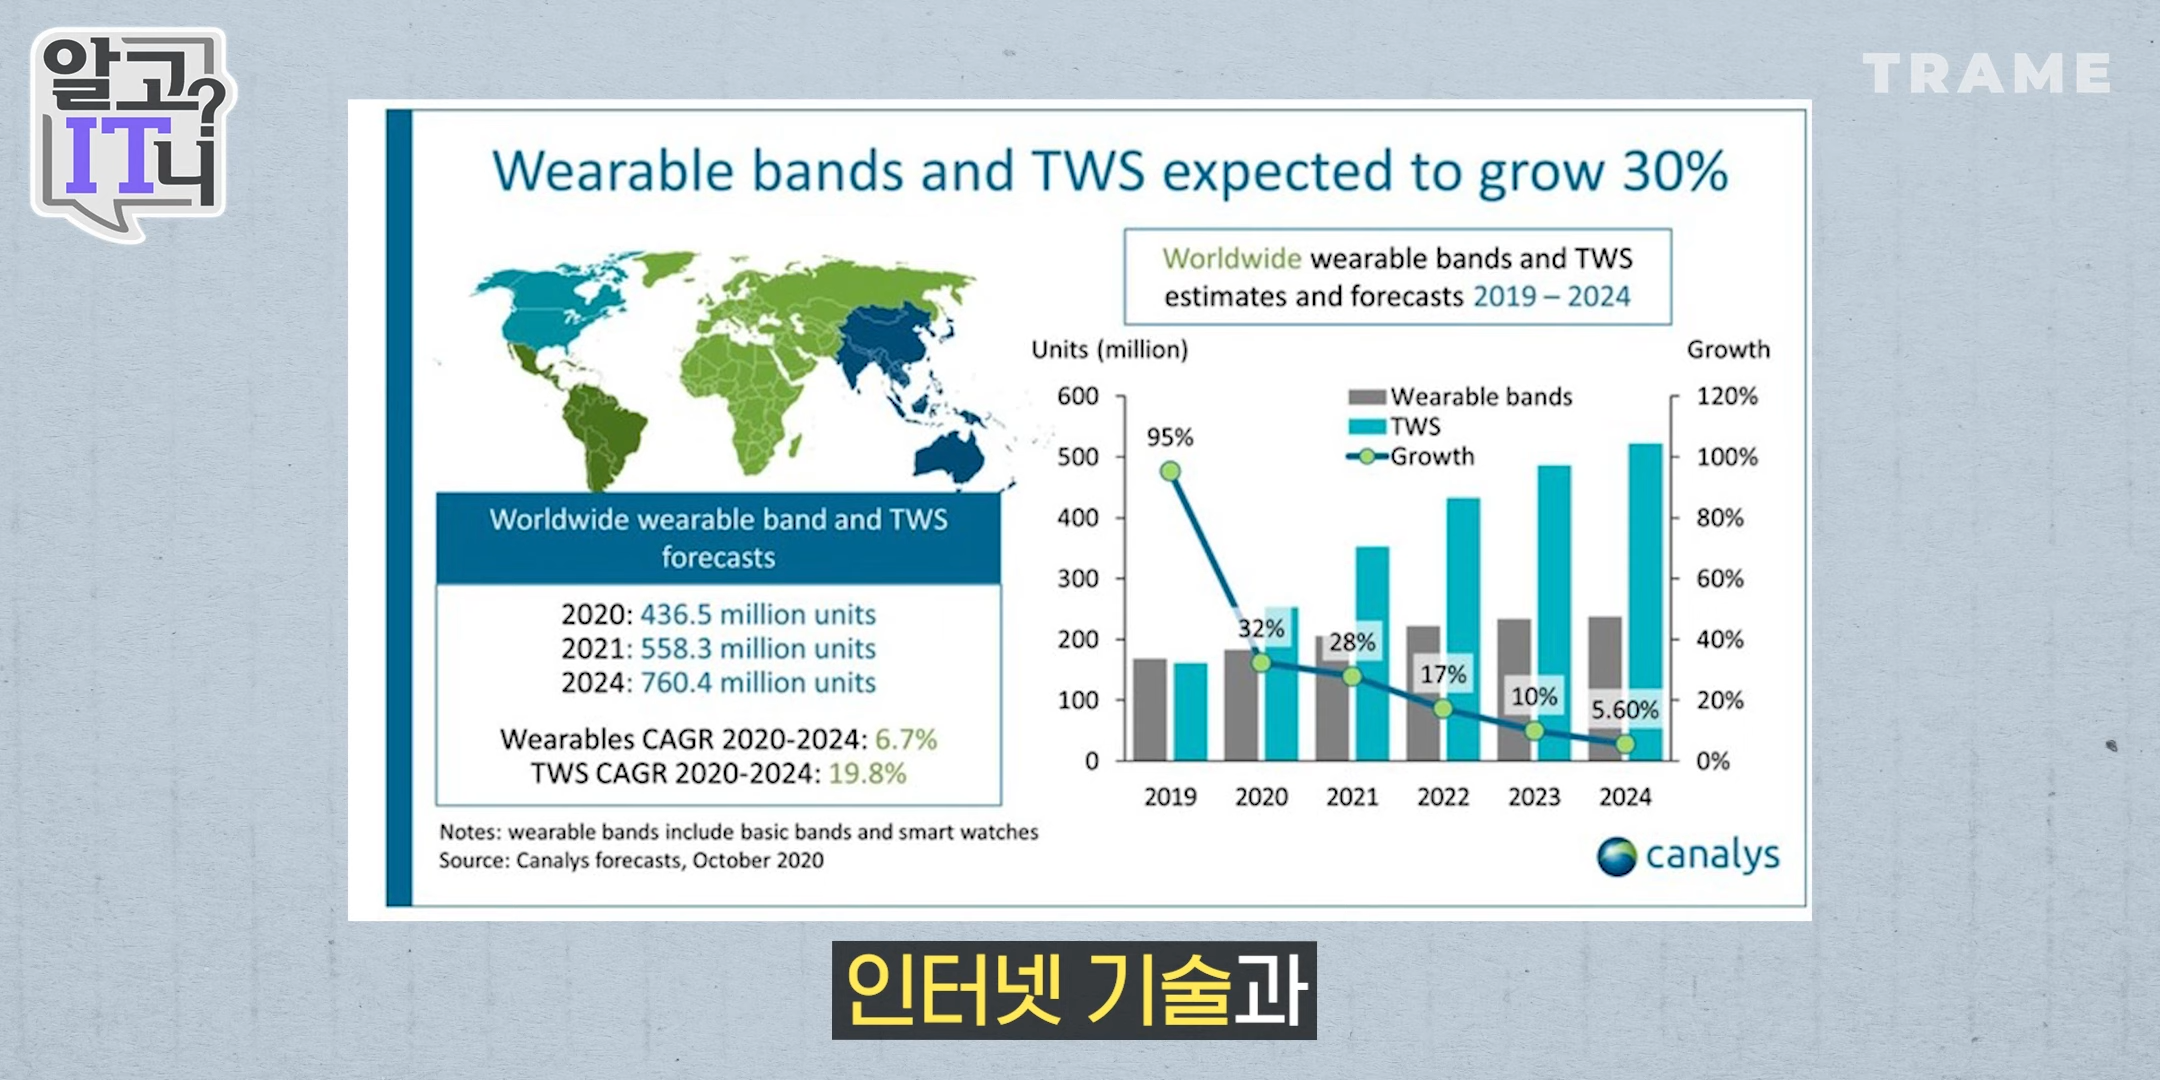 알고?
IT니
TRAME
Wearable bands and TWS expected to grow 30%
Worldwide wearable bands and TWS
estimates and forecasts 2019 – 2024
Worldwide wearable band and TWS
forecasts
2020: 436.5 million units
2021: 558.3 million units
2024: 760.4 million units
Wearables CAGR 2020-2024: 6.7%
TWS CAGR 2020-2024: 19.8%
Notes: wearable bands include basic bands and smart watches
Source: Canalys forecasts, October 2020
Units (million)
Growth
600
500
400
300
200
100
0
Wearable bands
TWS
Growth
95%
32%
28%
17%
10%
5.60%
120%
100%
80%
60%
40%
20%
0%
2019 2020 2021 2022 2023 2024
canalys
인터넷 기술과